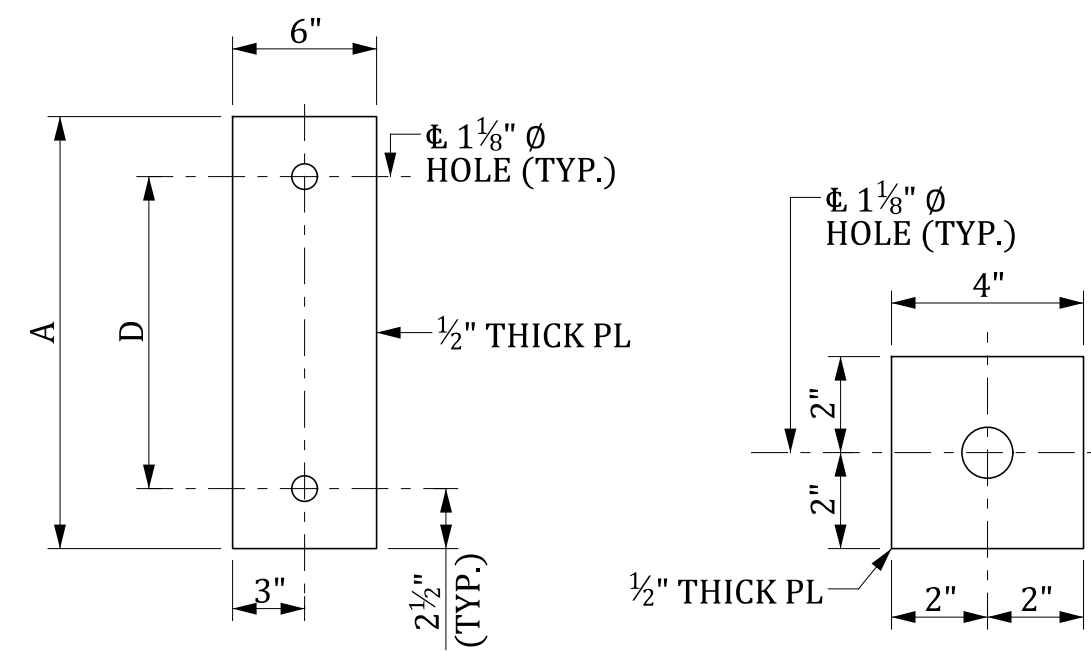 6"
℄ 1⅛" Ø
HOLE (TYP.)
A
D
½" THICK PL
3"
2½"
(TYP.)
℄ 1⅛" Ø
HOLE (TYP.)
4"
2"
2"
½" THICK PL
2"
2"